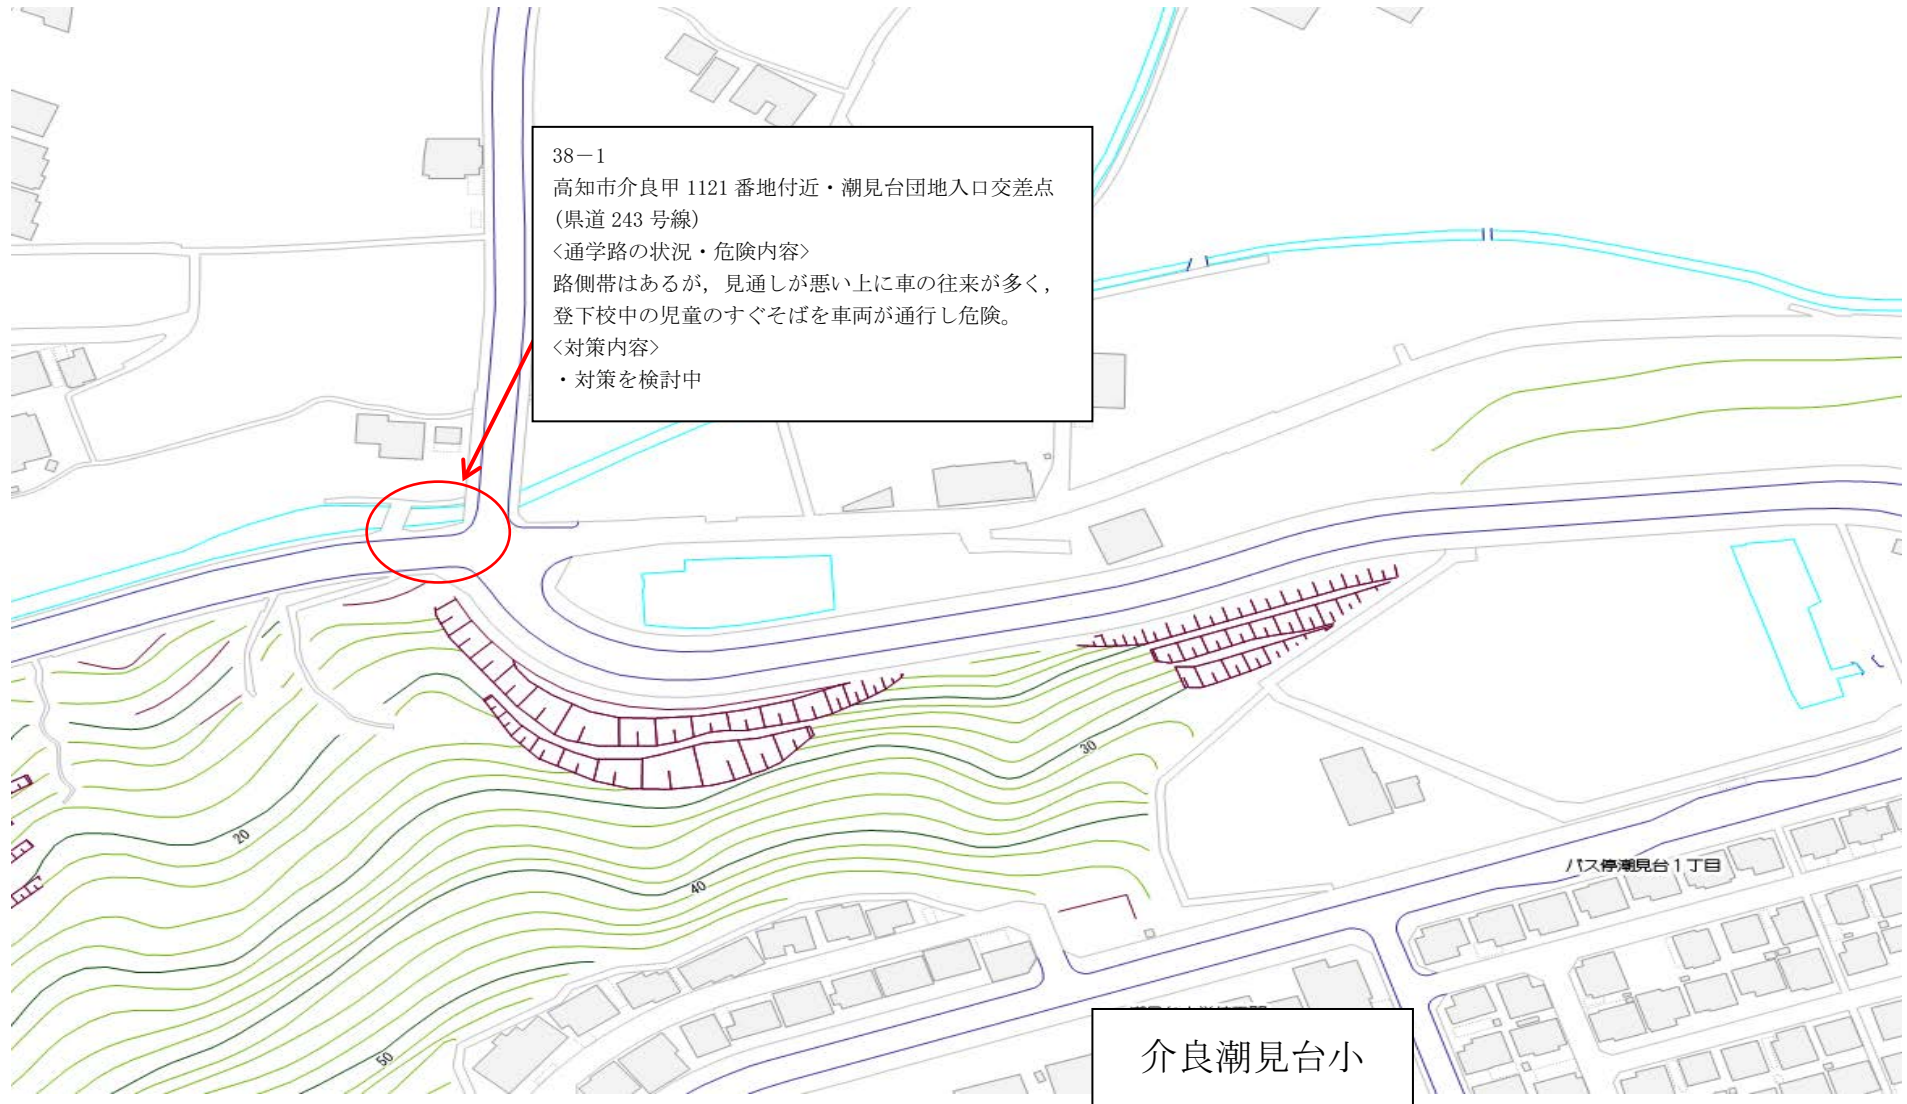 38－1
高知市介良甲 1121 番地付近・潮見台団地入口交差点
(県道 243 号線)
〈通学路の状況・危険内容〉
路側帯はあるが，見通しが悪い上に車の往来が多く，
登下校中の児童のすぐそばを車両が通行し危険。
〈対策内容〉
・対策を検討中
30
20
40
バス停潮見台１丁目
50
介良潮見台小